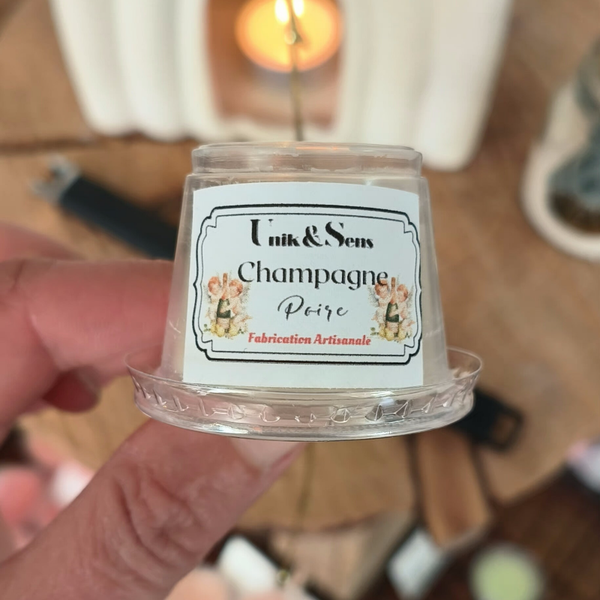 Unik&Sens
Champagne
Poire
Fabrication Artisanale